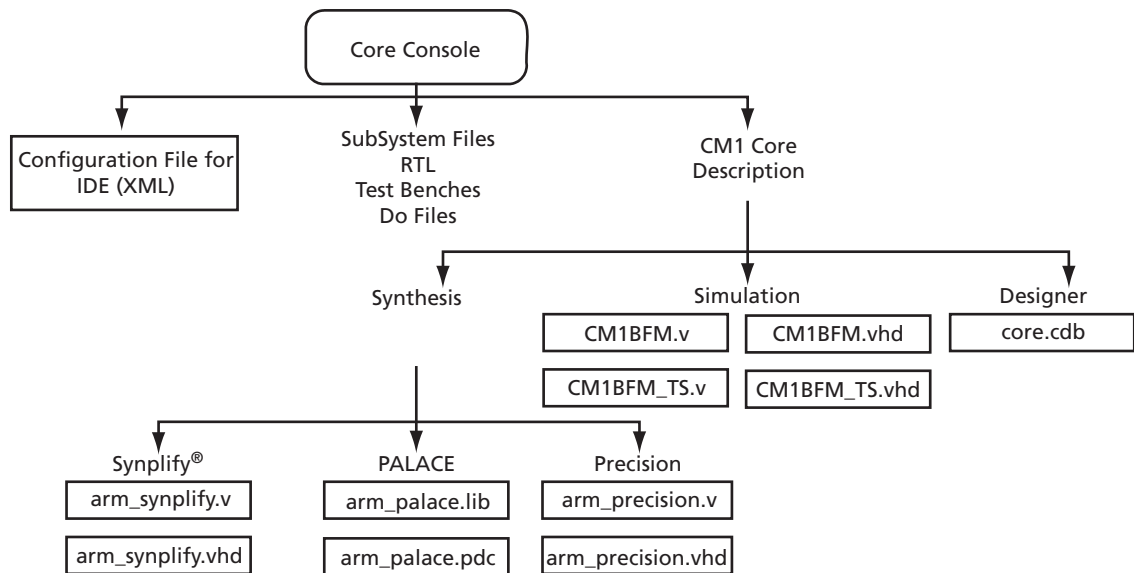 Core Console
Configuration File for
IDE (XML)
SubSystem Files
RTL
Test Benches
Do Files
CM1 Core
Description
Synthesis
Simulation
Designer
CM1BFM.v
CM1BFM.vhd
core.cdb
CM1BFM_TS.v
CM1BFM_TS.vhd
Synplify®
PALACE
Precision
arm_synplify.v
arm_palace.lib
arm_precision.v
arm_synplify.vhd
arm_palace.pdc
arm_precision.vhd